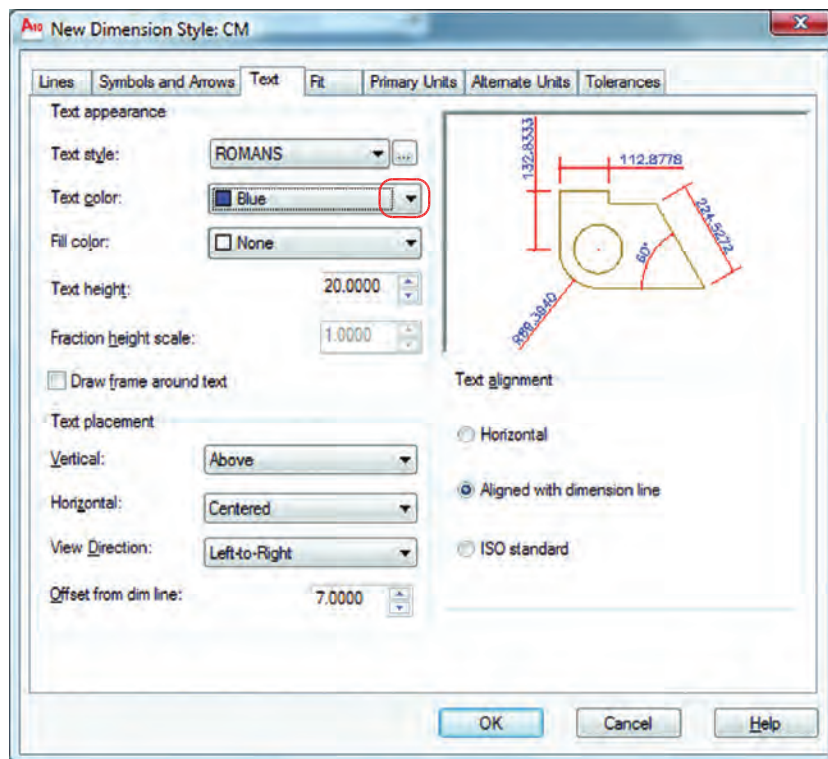 A10 New Dimension Style: CM
Lines Symbols and Arrows Text Fit Primary Units Alternate Units Tolerances
Text appearance
Text style: ROMANS ...
Text color: Blue
Fill color: None
Text height: 20.0000
Fraction height scale: 1.0000
Draw frame around text
Text placement
Vertical: Above
Horizontal: Centered
View Direction: Left-to-Right
Offset from dim line: 7.0000
132.8333
112.8778
224.5272
60°
R89.3940
Text alignment
Horizontal
Aligned with dimension line
ISO standard
OK Cancel Help